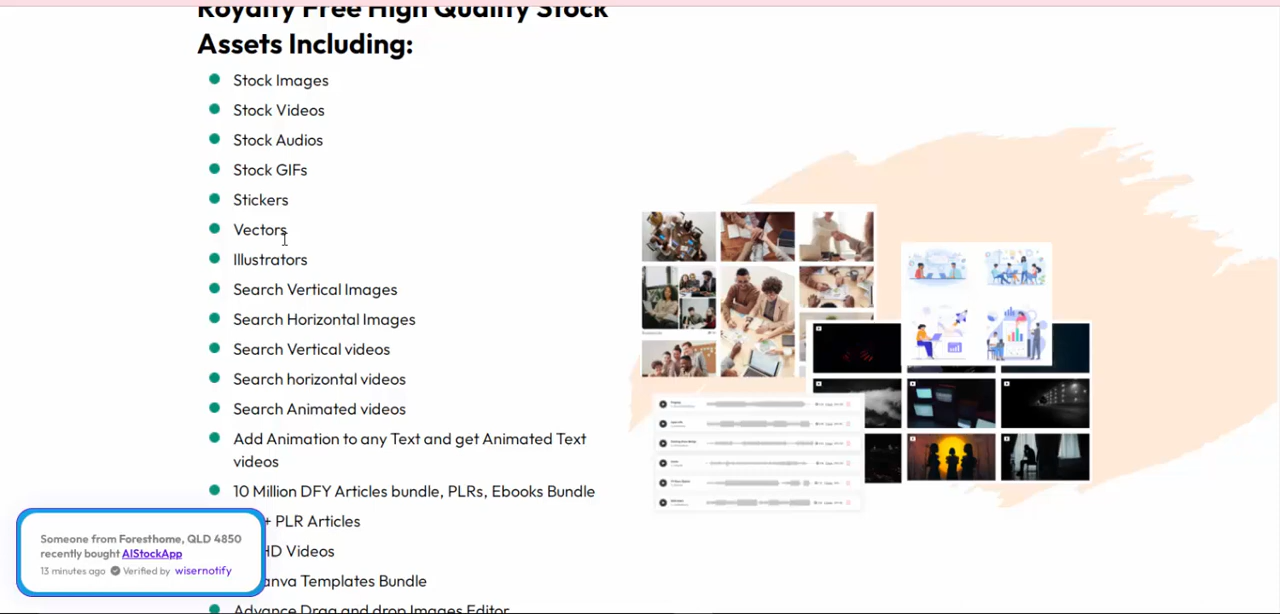 Royalty Free High Quality Stock
Assets Including:
Stock Images
Stock Videos
Stock Audios
Stock GIFs
Stickers
Vectors
Illustrators
Search Vertical Images
Search Horizontal Images
Search Vertical videos
Search horizontal videos
Search Animated videos
Add Animation to any Text and get Animated Text
videos
10 Million DFY Articles bundle, PLRs, Ebooks Bundle
+ PLR Articles
HD Videos
Canva Templates Bundle
Advance Drag and drop Images Editor
Someone from Foresthome, QLD 4850
recently bought AIStockApp
13 minutes ago Verified by wisernotify